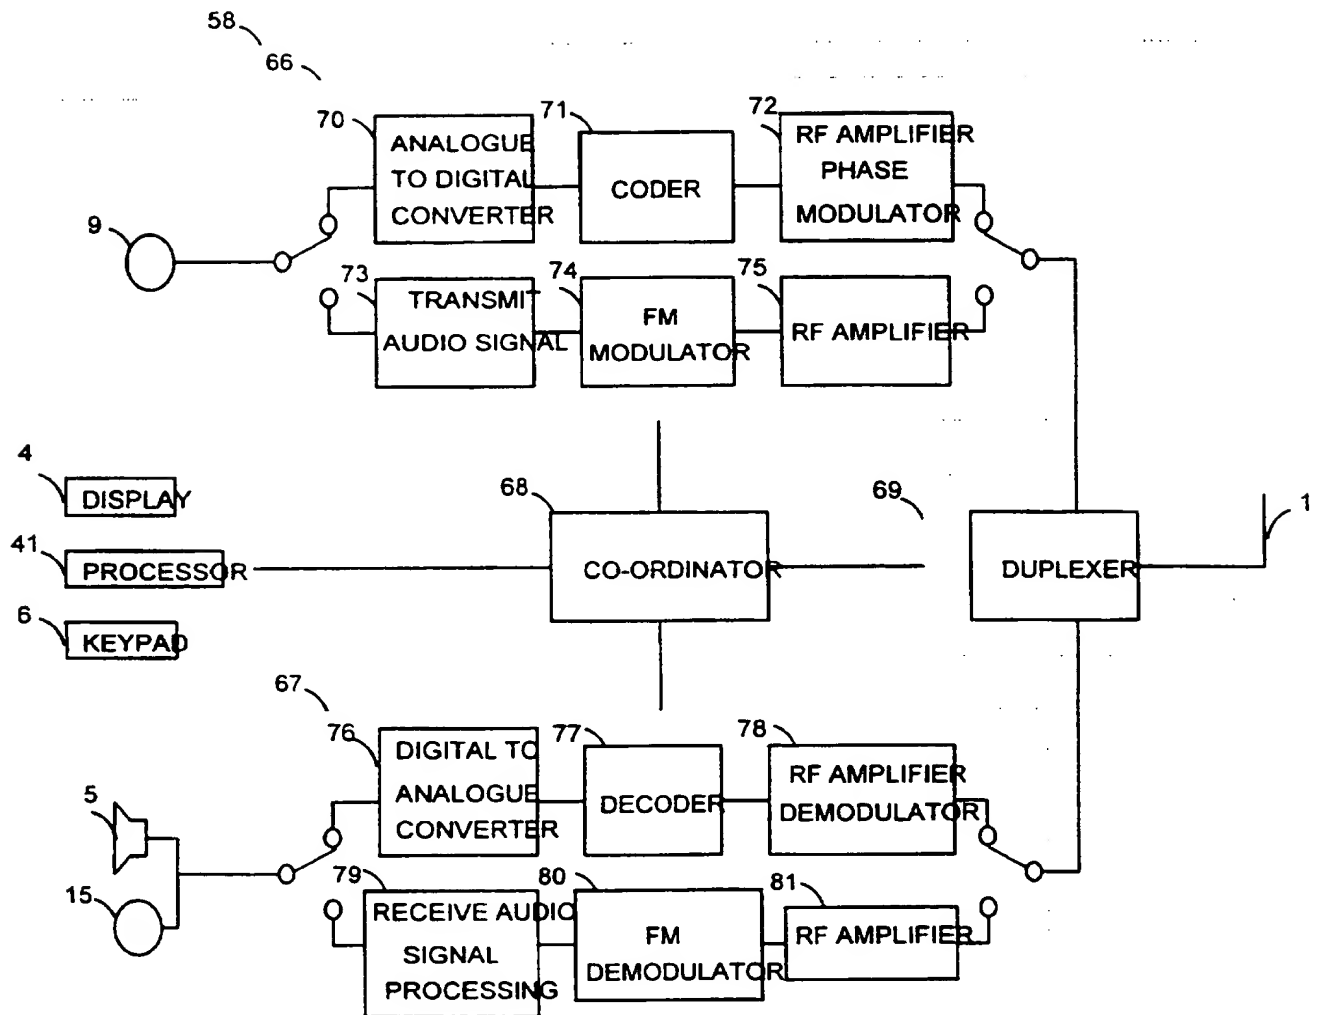 58
66
70
71
72
ANALOGUE
TO DIGITAL
CONVERTER
CODER
RF AMPLIFIER
PHASE
MODULATOR
9
73
74
75
TRANSMIT
AUDIO SIGNAL
FM
MODULATOR
RF AMPLIFIER
4
DISPLAY
41
PROCESSOR
6
KEYPAD
68
CO-ORDINATOR
69
DUPLEXER
1
67
76
77
78
DIGITAL TO
ANALOGUE
CONVERTER
DECODER
RF AMPLIFIER
DEMODULATOR
5
15
79
80
81
RECEIVE AUDIO
SIGNAL
PROCESSING
FM
DEMODULATOR
RF AMPLIFIER